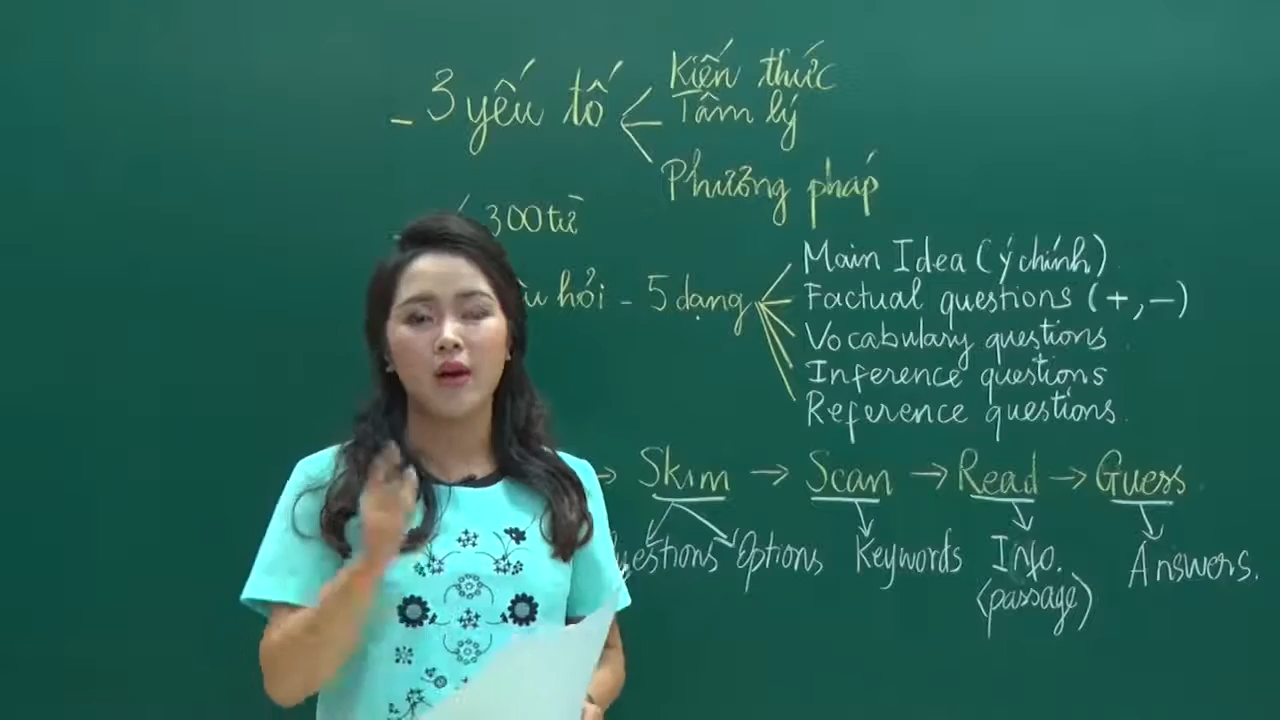 - 3 yếu tố
Kiến thức
Tâm lý
Phương pháp
300 từ
hỏi - 5 dạng
Main Idea (ý chính)
Factual questions (+, -)
Vocabulary questions
Inference questions
Reference questions.
→ Skim → Scan → Read → Guess
Options Keywords Info. Answers.
(passage)